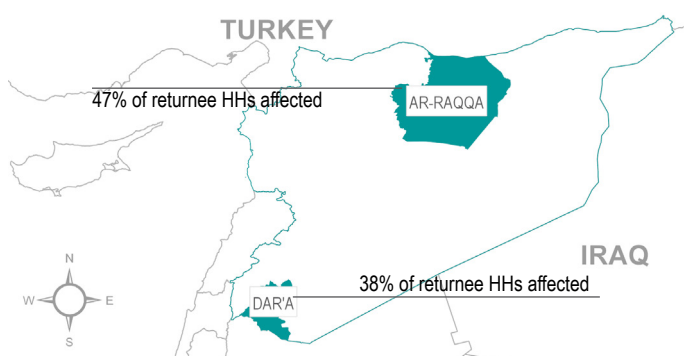 TURKEY
47% of returnee HHs affected
AR-RAQQA
IRAQ
38% of returnee HHs affected
DAR'A
N
W
E
S